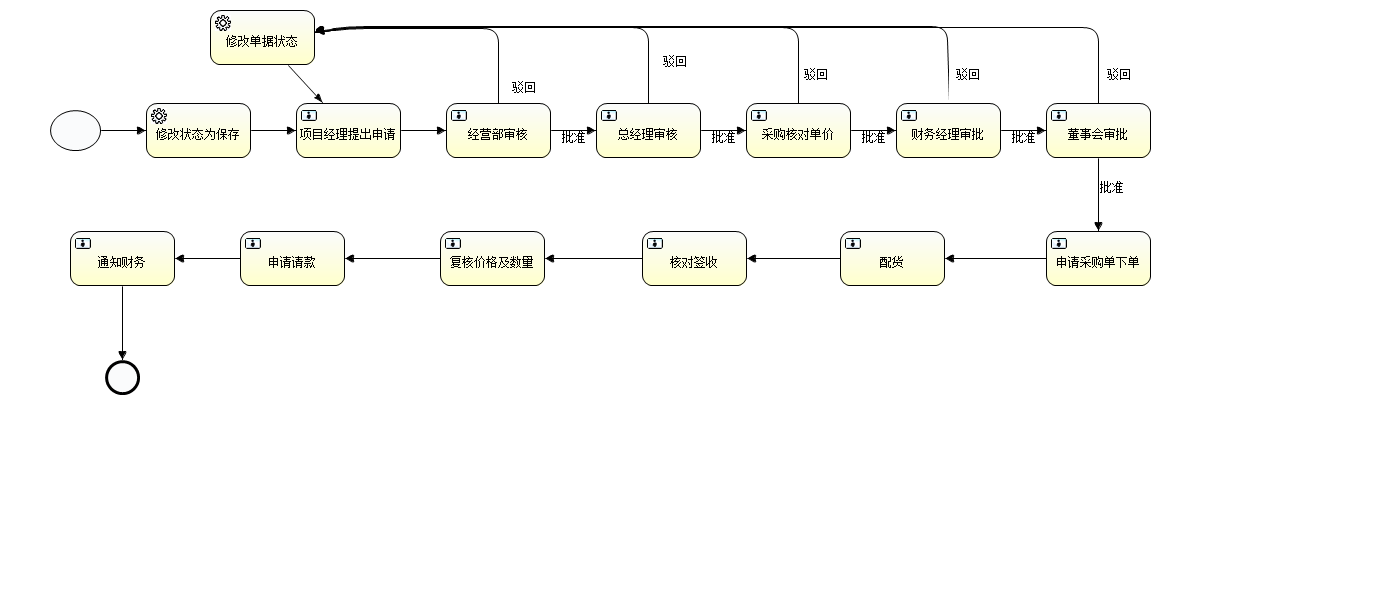 修改单据状态
驳回
驳回
驳回
驳回
驳回
修改状态为保存
项目经理提出申请
经营部审核
批准
总经理审核
批准
采购核对单价
批准
财务经理审批
批准
董事会审批
批准
通知财务
申请请款
复核价格及数量
核对签收
配货
申请采购单下单